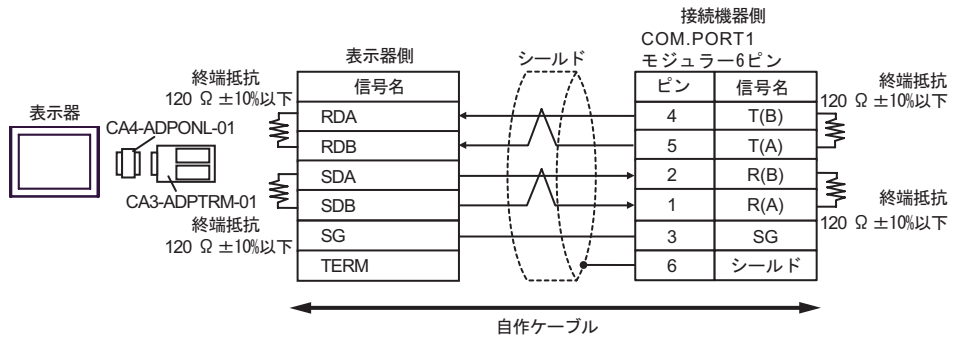 接続機器側
COM.PORT1
モジュラー6ピン
表示器側
シールド
終端抵抗
120 Ω ±10%以下
信号名
ピン 信号名
終端抵抗
120 Ω ±10%以下
表示器
CA4-ADPONL-01
CA3-ADPTRM-01
RDA 4 T(B)
RDB 5 T(A)
SDA 2 R(B)
SDB 1 R(A)
SG 3 SG
TERM 6 シールド
終端抵抗
120 Ω ±10%以下
終端抵抗
120 Ω ±10%以下
自作ケーブル